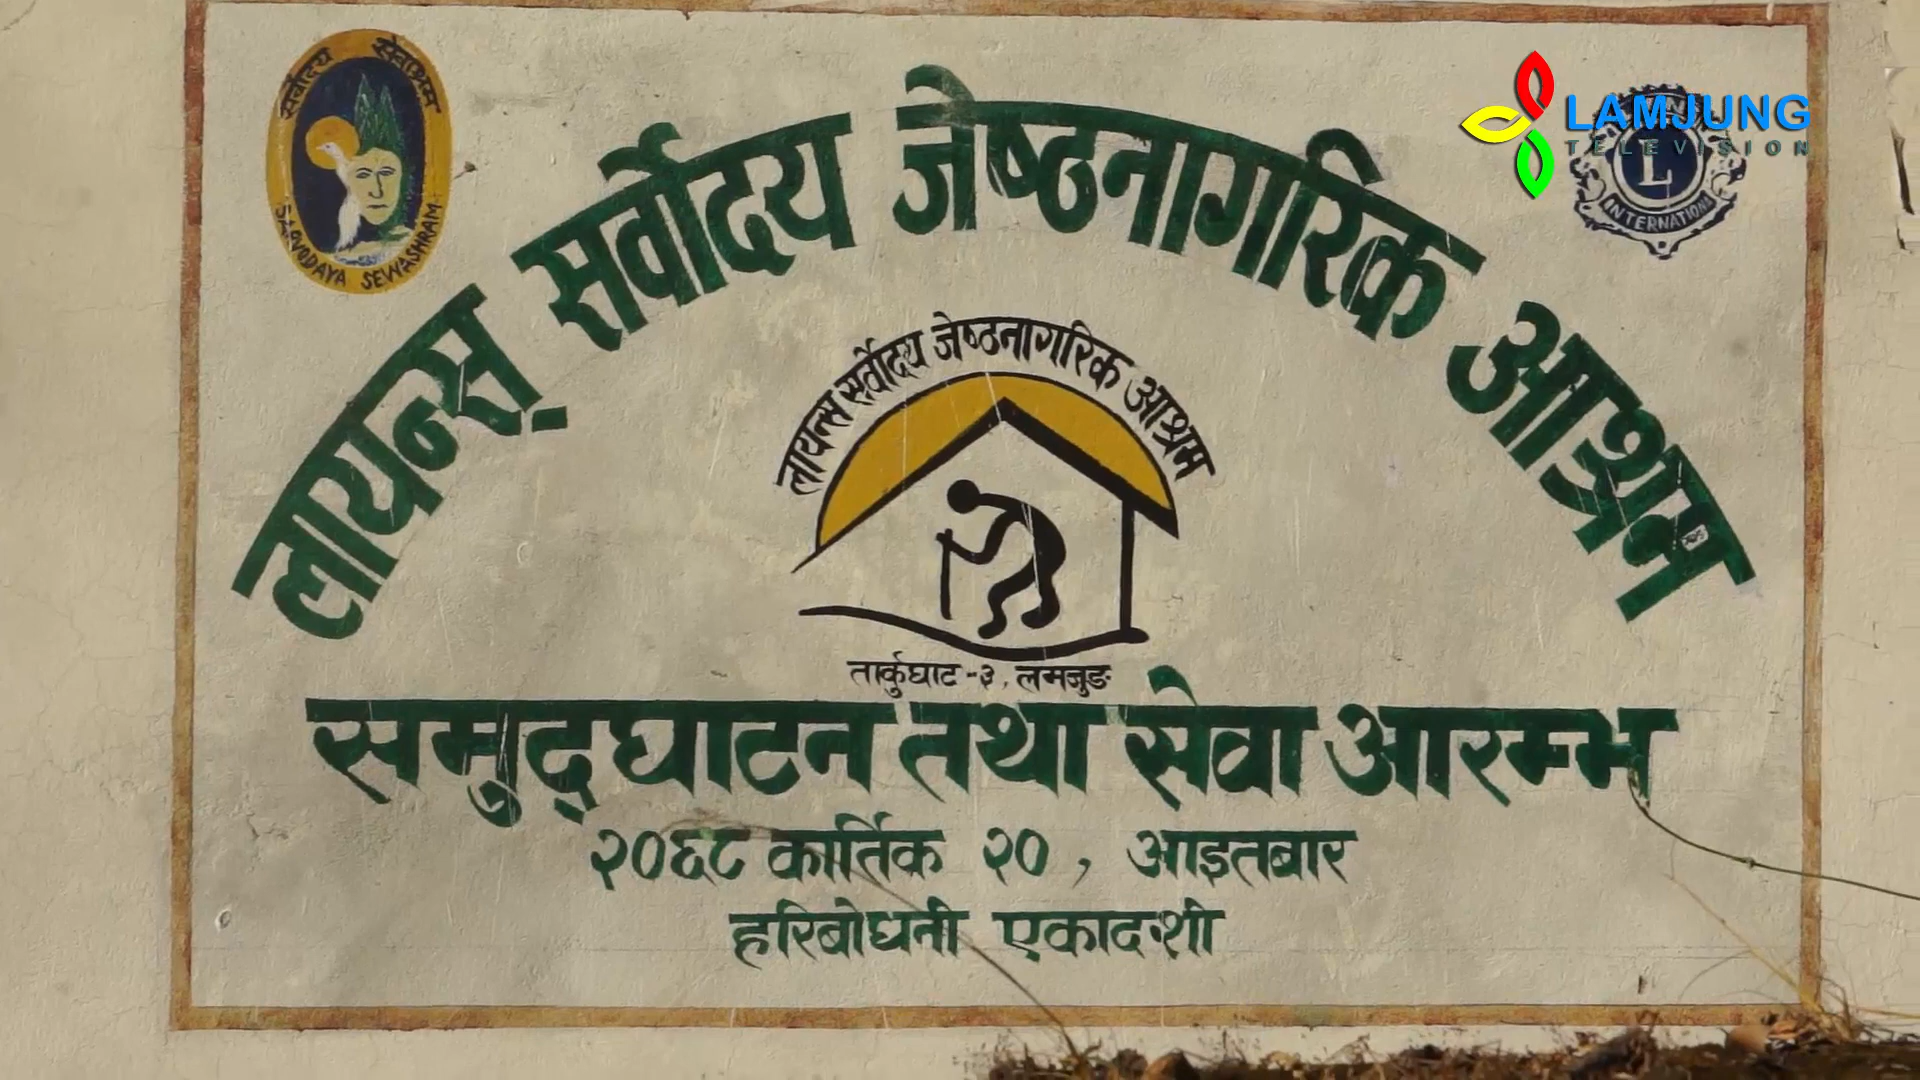 सर्वोदय सेवाश्रम
SARVODAYA SEWASHRAM
LAMJUNG
TELEVISION
L
INTERNATIONAL
लायन्स् सर्वोदय जेष्ठनागरिक आश्रम
लायन्स सर्वोदय जेष्ठनागरिक आश्रम
तार्कुघाट -३, लमजुङ
समुद्घाटन तथा सेवा आरम्भ
२०६८ कार्तिक २०, आइतबार
हरिबोधनी एकादशी